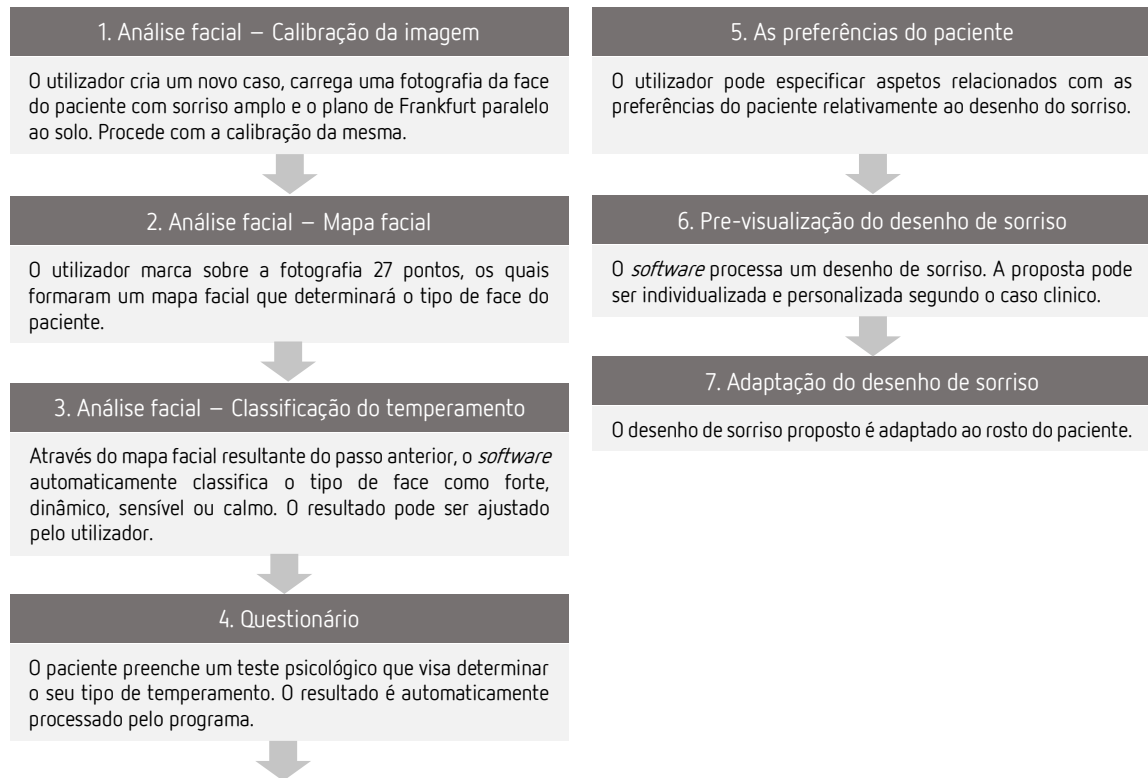 1. Análise facial – Calibração da imagem
O utilizador cria um novo caso, carrega uma fotografia da face
do paciente com sorriso amplo e o plano de Frankfurt paralelo
ao solo. Procede com a calibração da mesma.
2. Análise facial – Mapa facial
O utilizador marca sobre a fotografia 27 pontos, os quais
formaram um mapa facial que determinará o tipo de face do
paciente.
3. Análise facial – Classificação do temperamento
Através do mapa facial resultante do passo anterior, o software
automaticamente classifica o tipo de face como forte,
dinâmico, sensível ou calmo. O resultado pode ser ajustado
pelo utilizador.
4. Questionário
O paciente preenche um teste psicológico que visa determinar
o seu tipo de temperamento. O resultado é automaticamente
processado pelo programa.
5. As preferências do paciente
O utilizador pode especificar aspetos relacionados com as
preferências do paciente relativamente ao desenho do sorriso.
6. Pre-visualização do desenho de sorriso
O software processa um desenho de sorriso. A proposta pode
ser individualizada e personalizada segundo o caso clinico.
7. Adaptação do desenho de sorriso
O desenho de sorriso proposto é adaptado ao rosto do paciente.